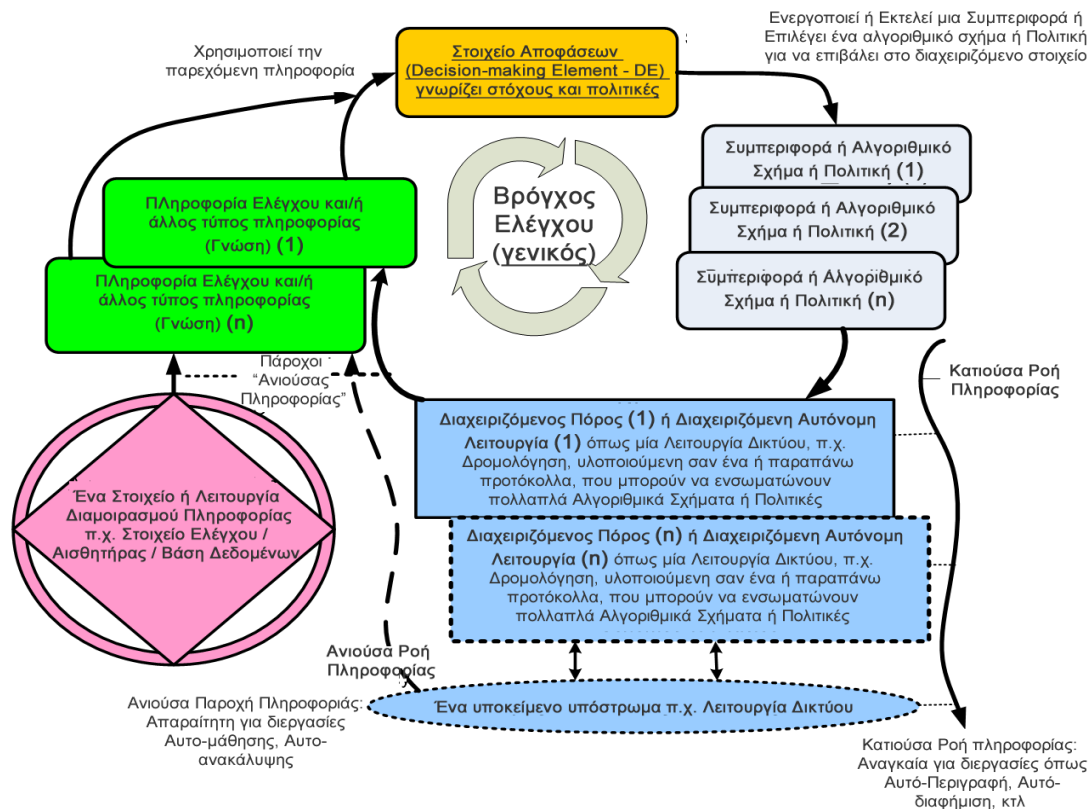 Χρησιμοποιεί την
παρεχόμενη πληροφορία
Στοιχείο Αποφάσεων
(Decision-making Element - DE)
γνωρίζει στόχους και πολιτικές
Ενεργοποιεί ή Εκτελεί μια Συμπεριφορά ή
Επιλέγει ένα αλγοριθμικό σχήμα ή Πολιτική
για να επιβάλει στο διαχειριζόμενο στοιχείο
Συμπεριφορά ή Αλγοριθμικό
Σχήμα ή Πολιτική (1)
Συμπεριφορά ή Αλγοριθμικό
Σχήμα ή Πολιτική (2)
Συμπεριφορά ή Αλγοριθμικό
Σχήμα ή Πολιτική (n)
Βρόγχος
Ελέγχου
(γενικός)
ΠΛηροφορία Ελέγχου και/ή
άλλος τύπος πληροφορίας
(Γνώση) (1)
ΠΛηροφορία Ελέγχου και/ή
άλλος τύπος πληροφορίας
(Γνώση) (n)
Πάροχοι
“Ανιούσας
Πληροφορίας”
Κατιούσα Ροή
Πληροφορίας
Διαχειριζόμενος Πόρος (1) ή Διαχειριζόμενη Αυτόνομη
Λειτουργία (1) όπως μία Λειτουργία Δικτύου, π.χ.
Δρομολόγηση, υλοποιούμενη σαν ένα ή παραπάνω
πρότοκολλα, που μπορούν να ενσωματώνουν
πολλαπλά Αλγοριθμικά Σχήματα ή Πολιτικές
Διαχειριζόμενος Πόρος (n) ή Διαχειριζόμενη Αυτόνομη
Λειτουργία (n) όπως μία Λειτουργία Δικτύου, π.χ.
Δρομολόγηση, υλοποιούμενη σαν ένα ή παραπάνω
πρότοκολλα, που μπορούν να ενσωματώνουν
πολλαπλά Αλγοριθμικά Σχήματα ή Πολιτικές
Ένα Στοιχείο ή Λειτουργία
Διαμοιρασμού Πληροφορίας
π.χ. Στοιχείο Ελέγχου /
Αισθητήρας / Βάση Δεδομένων
Ανιούσα Ροή
Πληροφορίας
Ένα υποκείμενο υπόστρωμα π.χ. Λειτουργία Δικτύου
Ανιούσα Παροχή Πληροφοριάς:
Απαραίτητη για διεργασίες
Αυτο-μάθησης, Αυτο-
ανακάλυψης
Κατιούσα Ροή πληροφορίας:
Αναγκαία για διεργασίες όπως
Αυτό-Περιγραφή, Αυτό-
διαφήμιση, κτλ